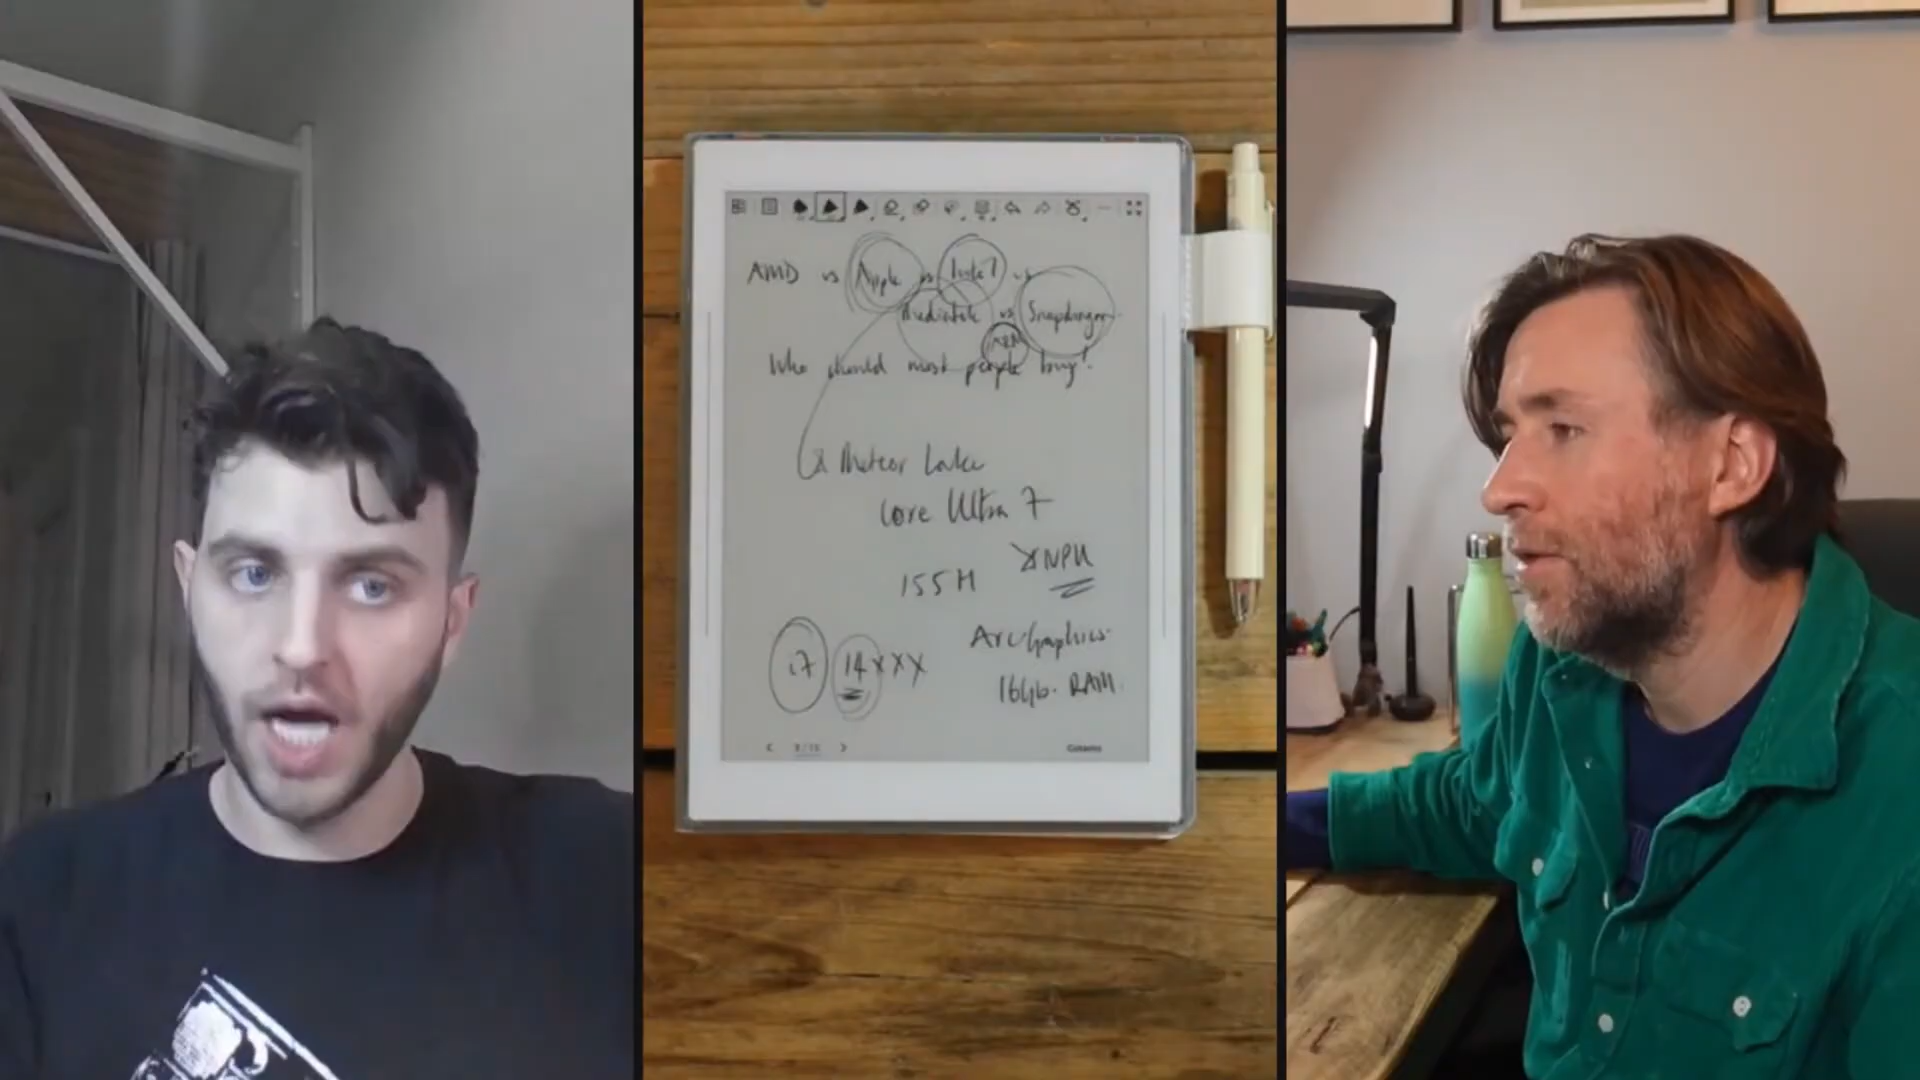 AMD vs Apple vs Intel vs
Mediatek vs Snapdragon
ARM
Who should most people buy?
Meteor Lake
Core Ultra 7
NPU
155H
Arc Graphics
i7 14xxx
16Gb. RAM.